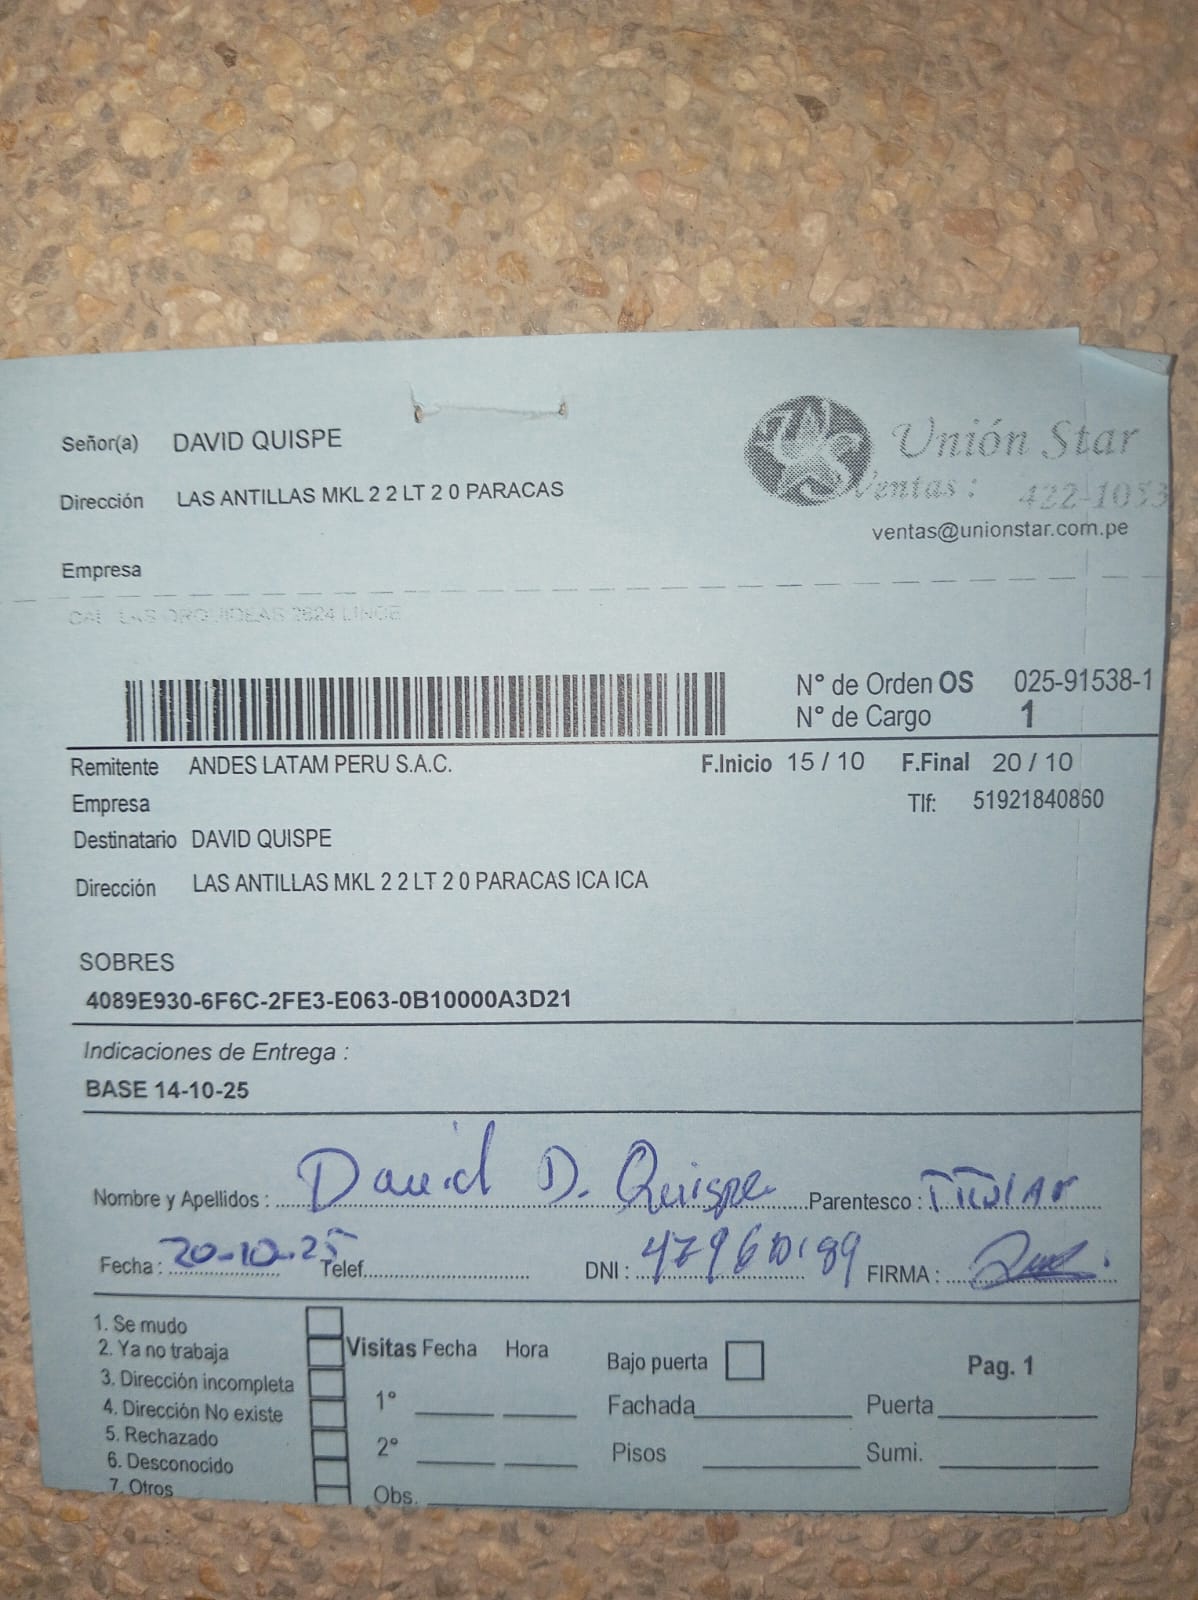 Señor(a) DAVID QUISPE
Unión Star
Dirección LAS ANTILLAS MKL 2 2 LT 2 0 PARACAS
Ventas : 422-1033
ventas@unionstar.com.pe
Empresa
CAL LAS ORQUIDEAS 2624 LINCE
N° de Orden OS 025-91538-1
N° de Cargo 1
Remitente ANDES LATAM PERU S.A.C. F.Inicio 15 / 10 F.Final 20 / 10
Empresa Tlf: 51921840860
Destinatario DAVID QUISPE
Dirección LAS ANTILLAS MKL 2 2 LT 2 0 PARACAS ICA ICA
SOBRES
4089E930-6F6C-2FE3-E063-0B10000A3D21
Indicaciones de Entrega :
BASE 14-10-25
Nombre y Apellidos : David D. Quispe Parentesco : Titular
Fecha : 20-10-25 Telef. DNI : FIRMA :
1. Se mudo
2. Ya no trabaja Visitas Fecha Hora Bajo puerta Pag. 1
3. Dirección incompleta 1°
4. Dirección No existe Fachada Puerta
5. Rechazado 2°
6. Desconocido Pisos Sumi.
7. Otros Obs.